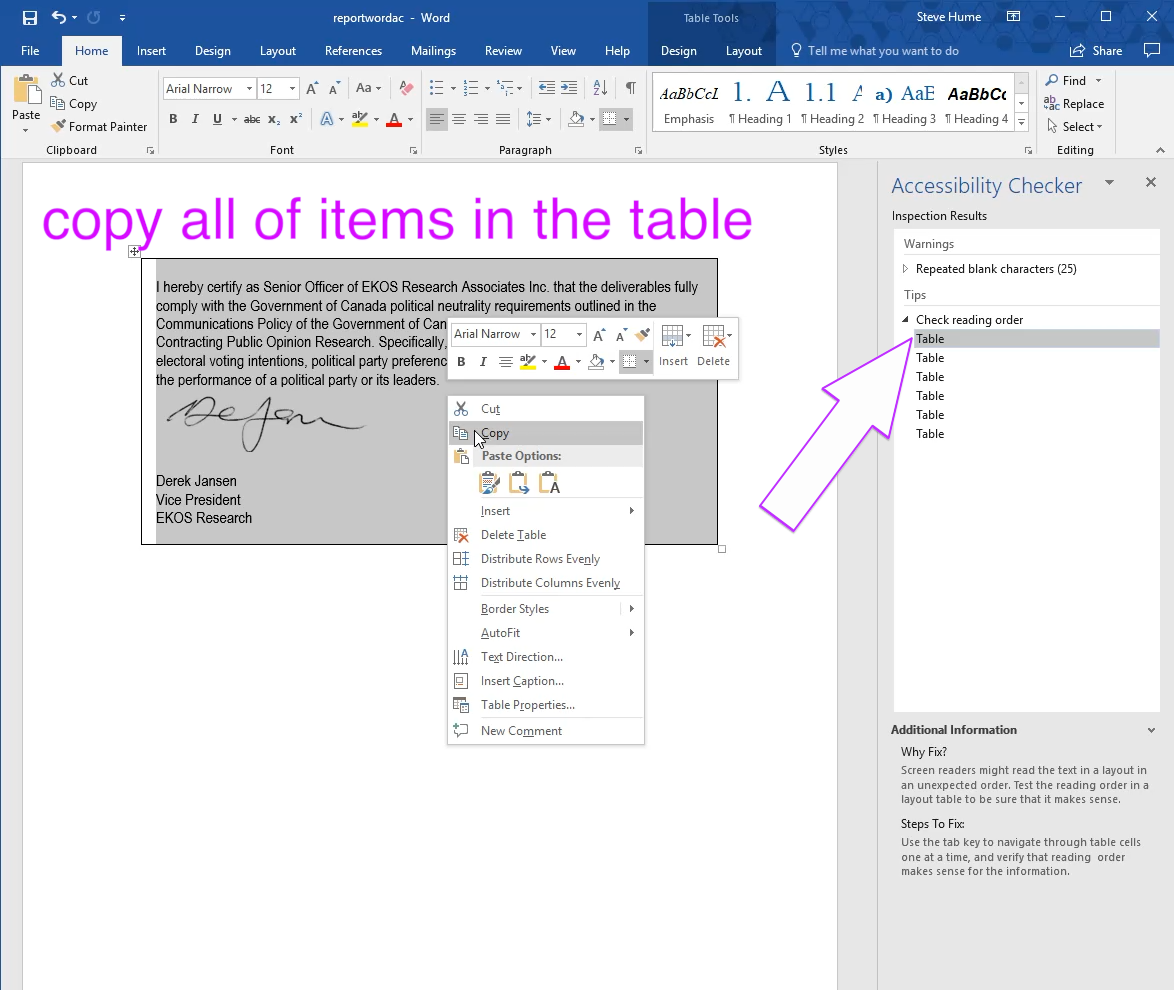 reportwordac - Word
Table Tools
Steve Hume
File Home Insert Design Layout References Mailings Review View Help Design Layout Tell me what you want to do Share
Paste
Cut
Copy
Format Painter
Clipboard
Arial Narrow 12 Aa
B I U abc x₂ x² A ab A
Font
Paragraph
AaBbCcI 1. A 1.1 A a) AaB AaBbCc
Emphasis ¶ Heading 1 ¶ Heading 2 ¶ Heading 3 ¶ Heading 4
Styles
Find
Replace
Select
Editing
copy all of items in the table
I hereby certify as Senior Officer of EKOS Research Associates Inc. that the deliverables fully
comply with the Government of Canada political neutrality requirements outlined in the
Communications Policy of the Government of Can
Contracting Public Opinion Research. Specifically,
electoral voting intentions, political party preferenc
the performance of a political party or its leaders.
Derek Jansen
Vice President
EKOS Research
Arial Narrow 12
B I A Insert Delete
Cut
Copy
Paste Options:
Insert
Delete Table
Distribute Rows Evenly
Distribute Columns Evenly
Border Styles
AutoFit
Text Direction...
Insert Caption...
Table Properties...
New Comment
Accessibility Checker
Inspection Results
Warnings
Repeated blank characters (25)
Tips
Check reading order
Table
Table
Table
Table
Table
Table
Additional Information
Why Fix?
Screen readers might read the text in a layout in
an unexpected order. Test the reading order in a
layout table to be sure that it makes sense.
Steps To Fix:
Use the tab key to navigate through table cells
one at a time, and verify that reading order
makes sense for the information.